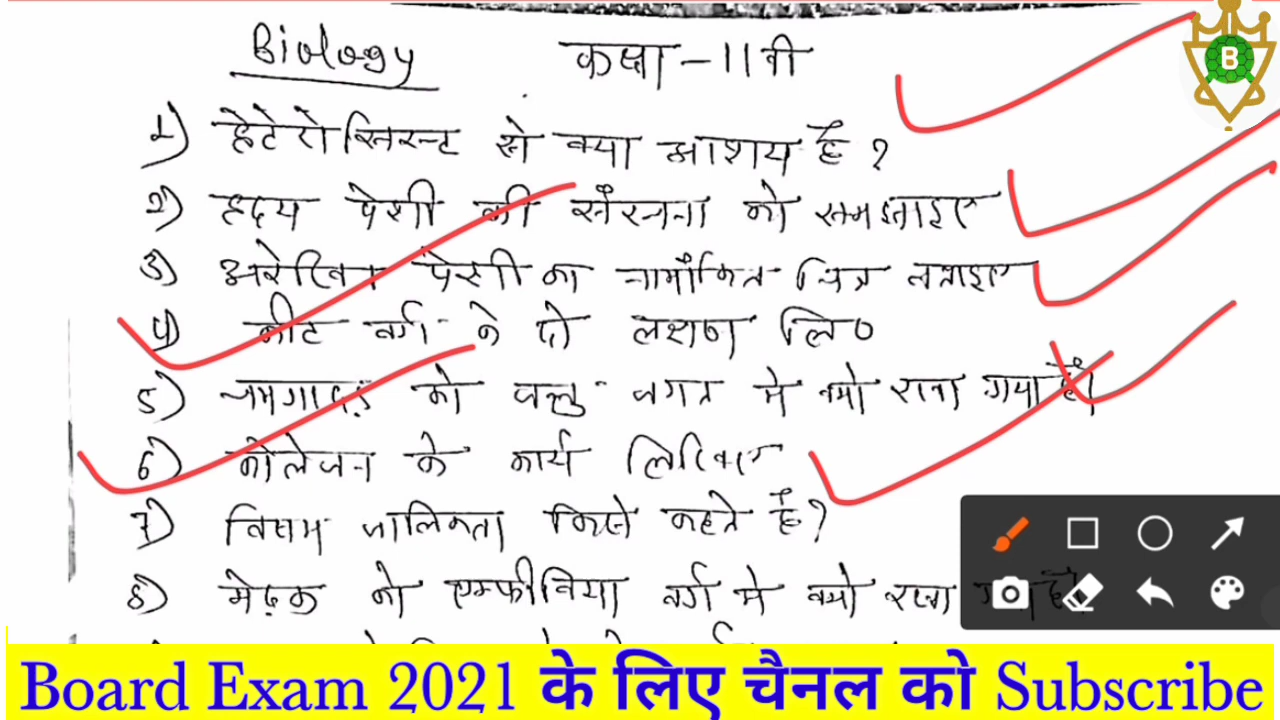 Biology कक्षा-11वी
B
1) हेटेरोसिस्ट से क्या आशय है?
2) हृदय पेशी की संरचना को समझाइए
3) अरेखित पेशी का नामांकित चित्र बनाइए
4) कीट वर्ग के दो लक्षण लि०
5) चमगादड़ को जन्तु जगत मे क्यो रखा गया है।
6) कोलेजन के कार्य लिखिए
7) विषम जालिकता किसे कहते है?
8) मेढ़क को एम्फीबिया वर्ग मे क्यो रखा
Board Exam 2021 के लिए चैनल को Subscribe